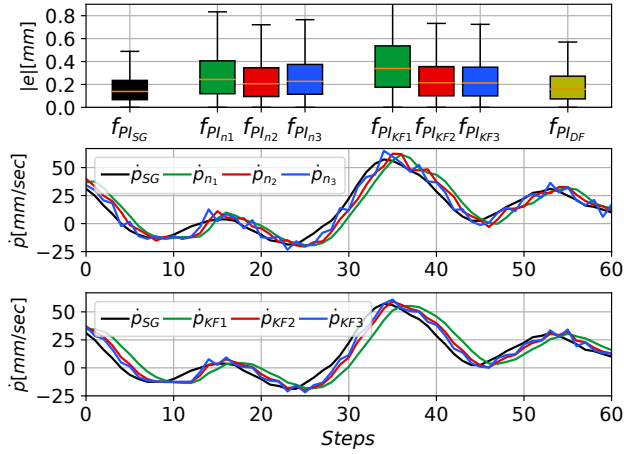 |e|[mm]
0.8
0.6
0.4
0.2
0.0
f_{PI_{SG}} f_{PI_{n1}} f_{PI_{n2}} f_{PI_{n3}} f_{PI_{KF1}} f_{PI_{KF2}} f_{PI_{KF3}} f_{PI_{DF}}
ṗ[mm/sec]
50
25
0
−25
ṗ_{SG} ṗ_{n_1} ṗ_{n_2} ṗ_{n_3}
0 10 20 30 40 50 60
ṗ[mm/sec]
50
25
0
−25
ṗ_{SG} ṗ_{KF1} ṗ_{KF2} ṗ_{KF3}
0 10 20 30 40 50 60
Steps